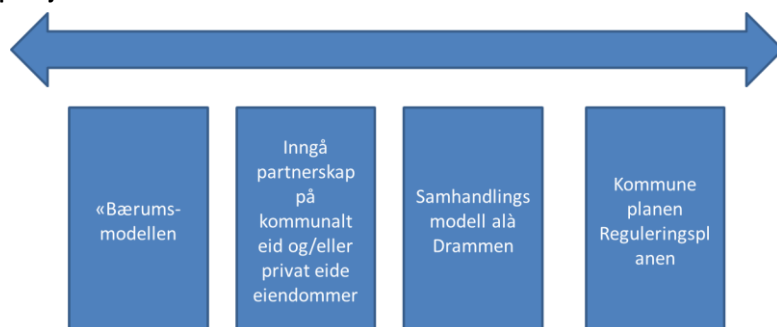 «Bærums-
modellen
Inngå
partnerskap
på
kommunalt
eid og/eller
privat eide
eiendommer
Samhandlings
modell alà
Drammen
Kommune
planen
Reguleringspl
anen